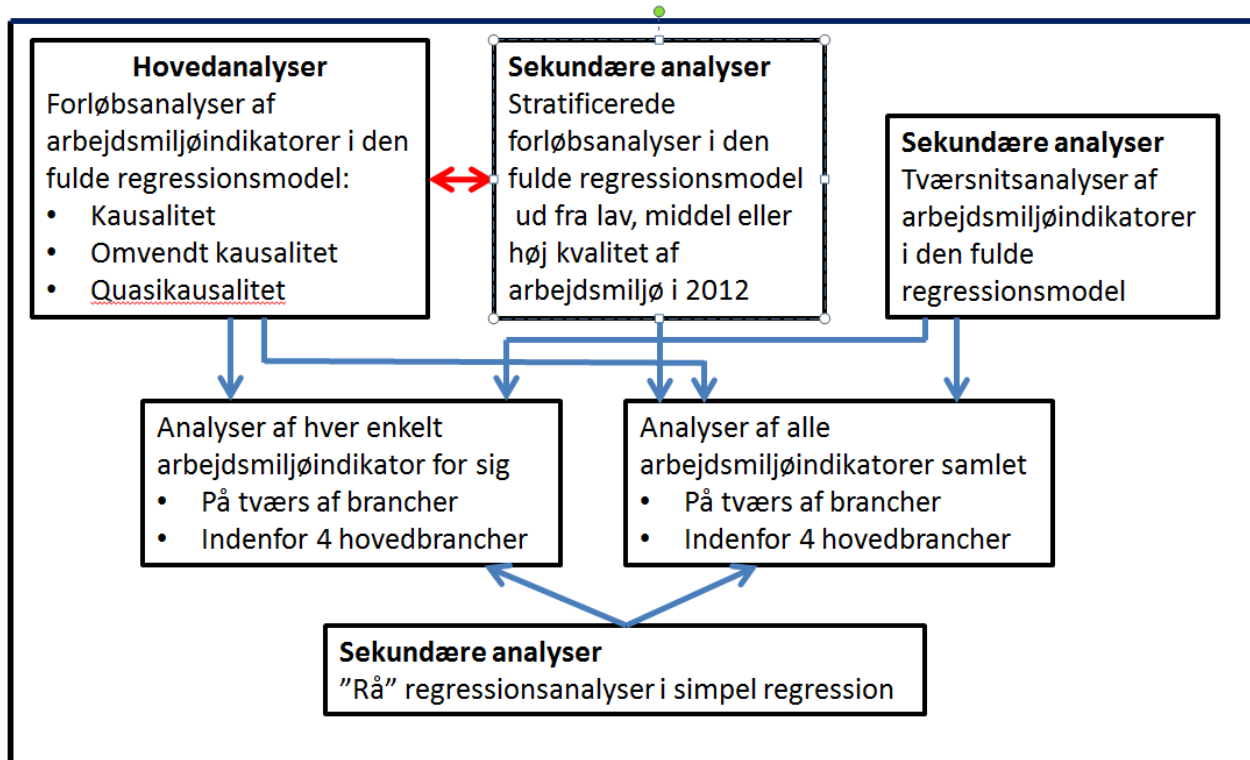 Hovedanalyser
Forløbsanalyser af
arbejdsmiljøindikatorer i den
fulde regressionsmodel:
• Kausalitet
• Omvendt kausalitet
• Quasikausalitet
Sekundære analyser
Stratificerede
forløbsanalyser i den
fulde regressionsmodel
ud fra lav, middel eller
høj kvalitet af
arbejdsmiljø i 2012
Sekundære analyser
Tværsnitsanalyser af
arbejdsmiljøindikatorer
i den fulde
regressionsmodel
Analyser af hver enkelt
arbejdsmiljøindikator for sig
• På tværs af brancher
• Indenfor 4 hovedbrancher
Analyser af alle
arbejdsmiljøindikatorer samlet
• På tværs af brancher
• Indenfor 4 hovedbrancher
Sekundære analyser
”Rå” regressionsanalyser i simpel regression